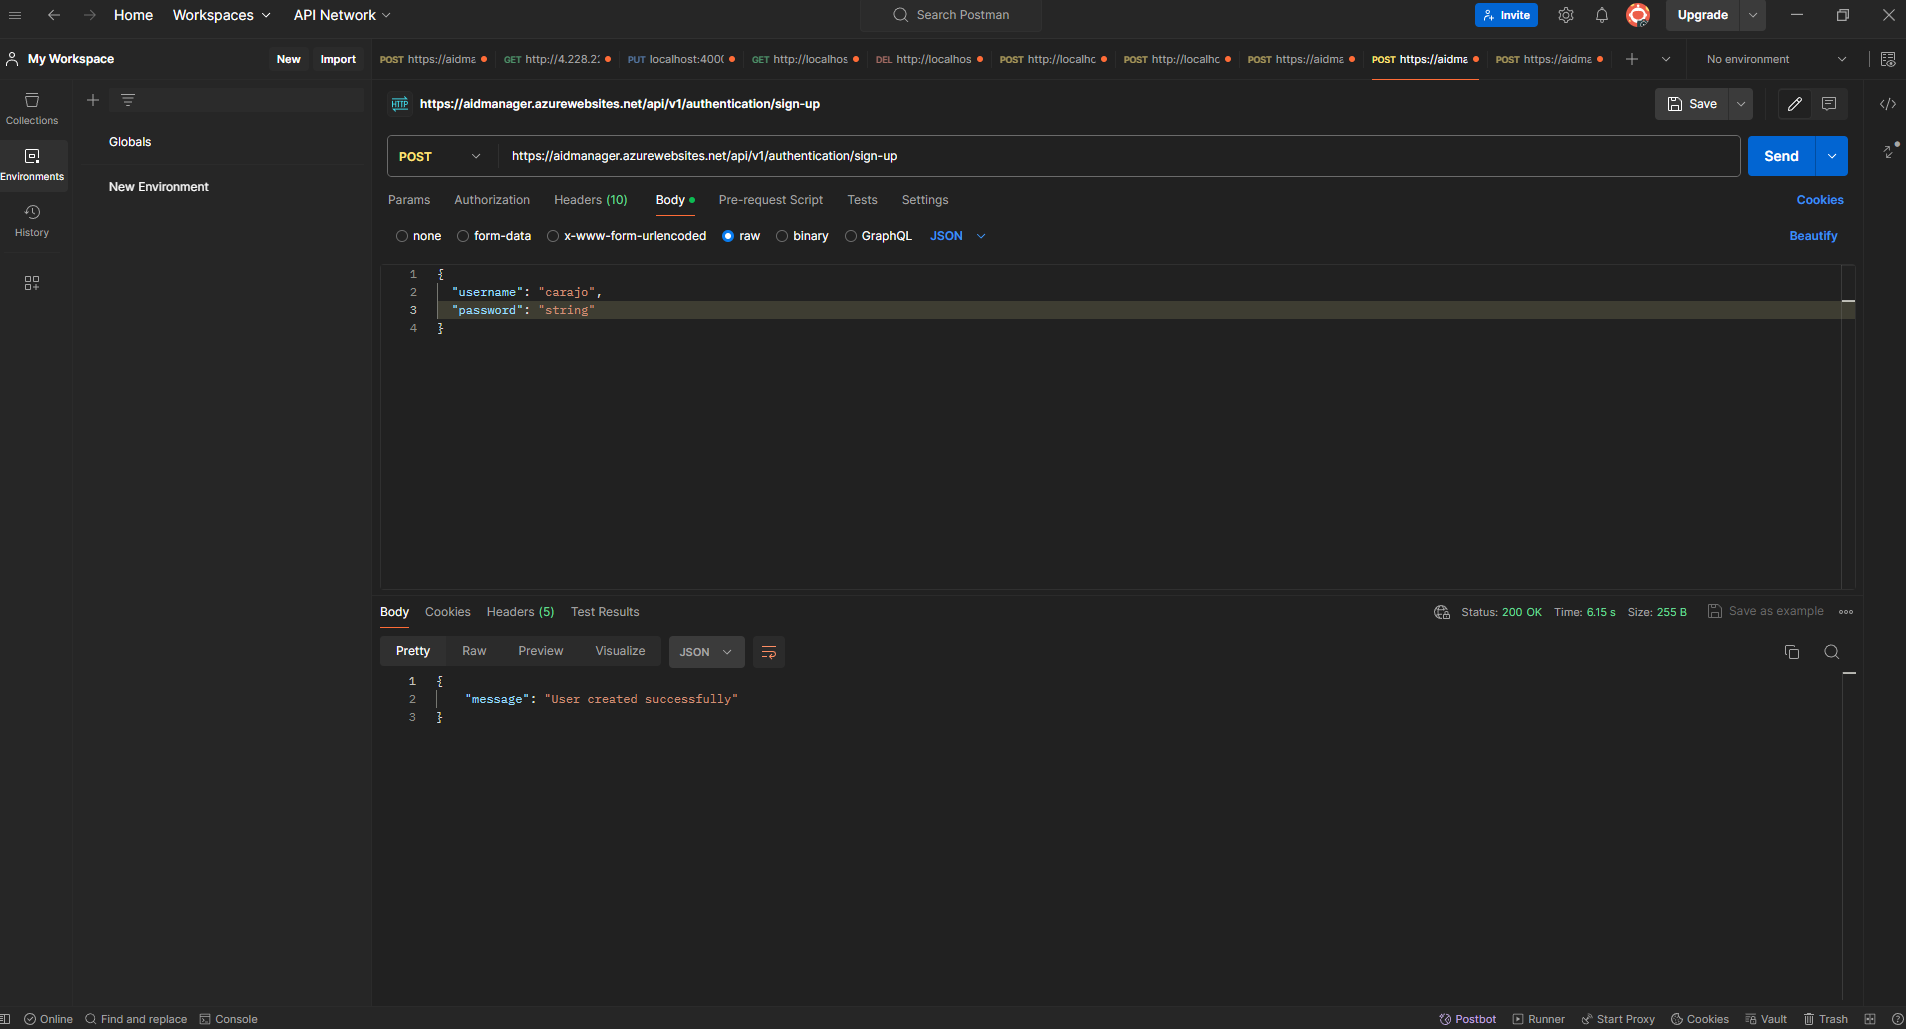 Home Workspaces API Network Search Postman Invite Upgrade
My Workspace New Import POST https://aidma GET http://4.228.22 PUT localhost:400( GET http://localhos DEL http://localhos POST http://localhc POST http://localhc POST https://aidma POST https://aidma POST https://aidma No environment
Collections
Environments
History
Globals
New Environment
HTTP https://aidmanager.azurewebsites.net/api/v1/authentication/sign-up Save
POST https://aidmanager.azurewebsites.net/api/v1/authentication/sign-up Send
Params Authorization Headers (10) Body Pre-request Script Tests Settings Cookies
none form-data x-www-form-urlencoded raw binary GraphQL JSON Beautify
1 {
2 "username": "carajo",
3 "password": "string"
4 }
Body Cookies Headers (5) Test Results Status: 200 OK Time: 6.15 s Size: 255 B Save as example
Pretty Raw Preview Visualize JSON
1 {
2 "message": "User created successfully"
3 }
Online Find and replace Console Postbot Runner Start Proxy Cookies Vault Trash